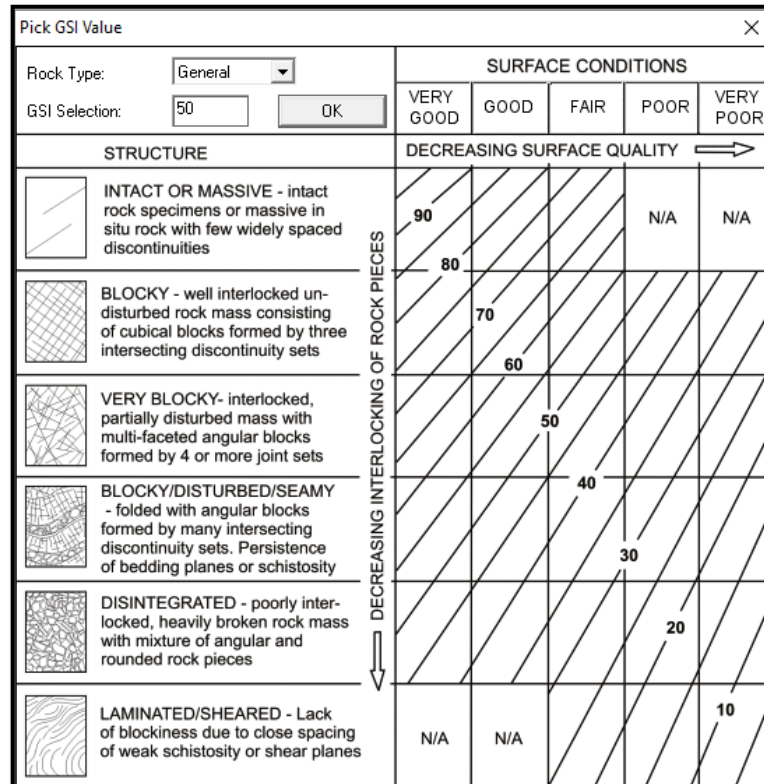 Pick GSI Value
Rock Type:
General
GSI Selection:
50
OK
SURFACE CONDITIONS
VERY
GOOD
GOOD
FAIR
POOR
VERY
POOR
STRUCTURE
DECREASING SURFACE QUALITY
INTACT OR MASSIVE - intact
rock specimens or massive in
situ rock with few widely spaced
discontinuities
BLOCKY - well interlocked un-
disturbed rock mass consisting
of cubical blocks formed by three
intersecting discontinuity sets
VERY BLOCKY- interlocked,
partially disturbed mass with
multi-faceted angular blocks
formed by 4 or more joint sets
BLOCKY/DISTURBED/SEAMY
- folded with angular blocks
formed by many intersecting
discontinuity sets. Persistence
of bedding planes or schistosity
DISINTEGRATED - poorly inter-
locked, heavily broken rock mass
with mixture of angular and
rounded rock pieces
LAMINATED/SHEARED - Lack
of blockiness due to close spacing
of weak schistosity or shear planes
DECREASING INTERLOCKING OF ROCK PIECES
90
N/A
N/A
80
70
60
50
40
30
20
10
N/A
N/A